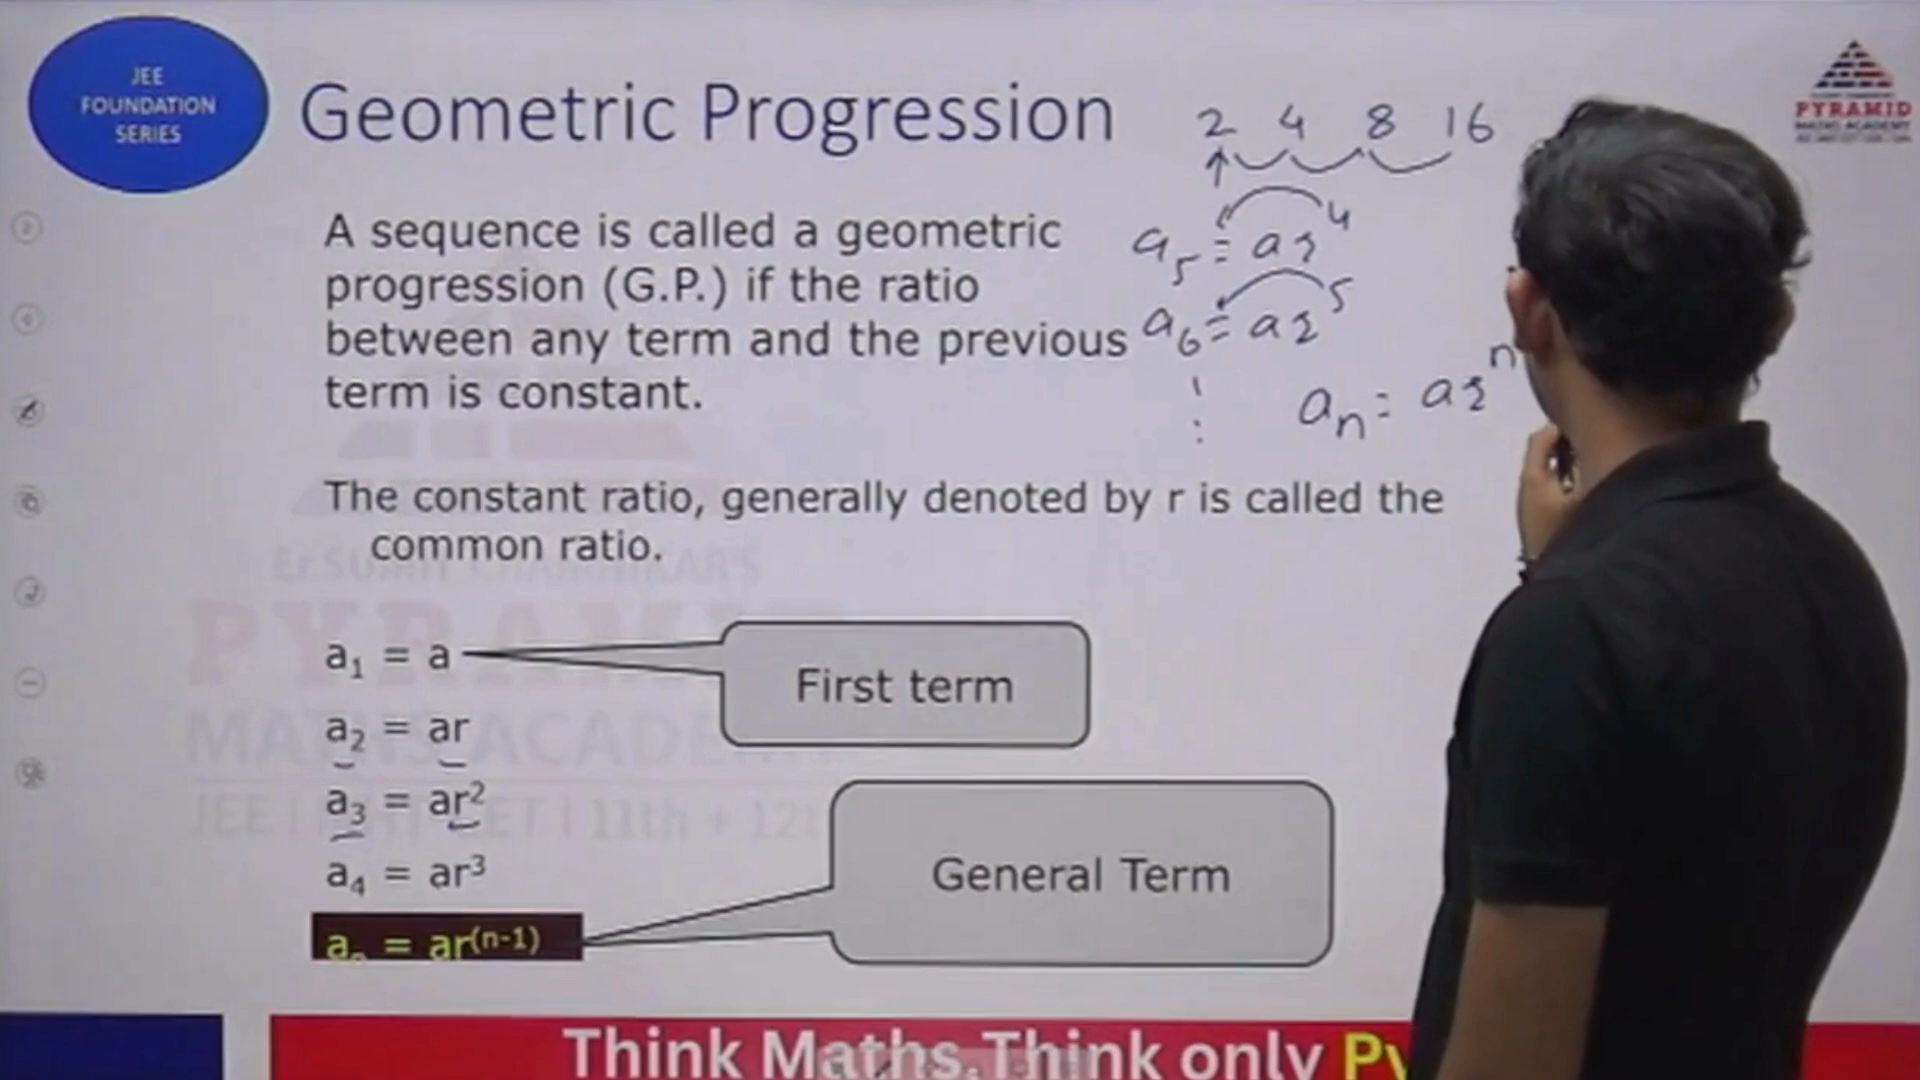 JEE
FOUNDATION
SERIES
Geometric Progression
2 4 8 16
PYRAMID
MATHS ACADEMY
A sequence is called a geometric
progression (G.P.) if the ratio
between any term and the previous
term is constant.
a₅ = ar⁴
a₆ = ar⁵
aₙ = arⁿ
The constant ratio, generally denoted by r is called the
common ratio.
a₁ = a
First term
a₂ = ar
a₃ = ar²
a₄ = ar³
General Term
aₙ = ar⁽ⁿ⁻¹⁾
Think Maths.Think only Py